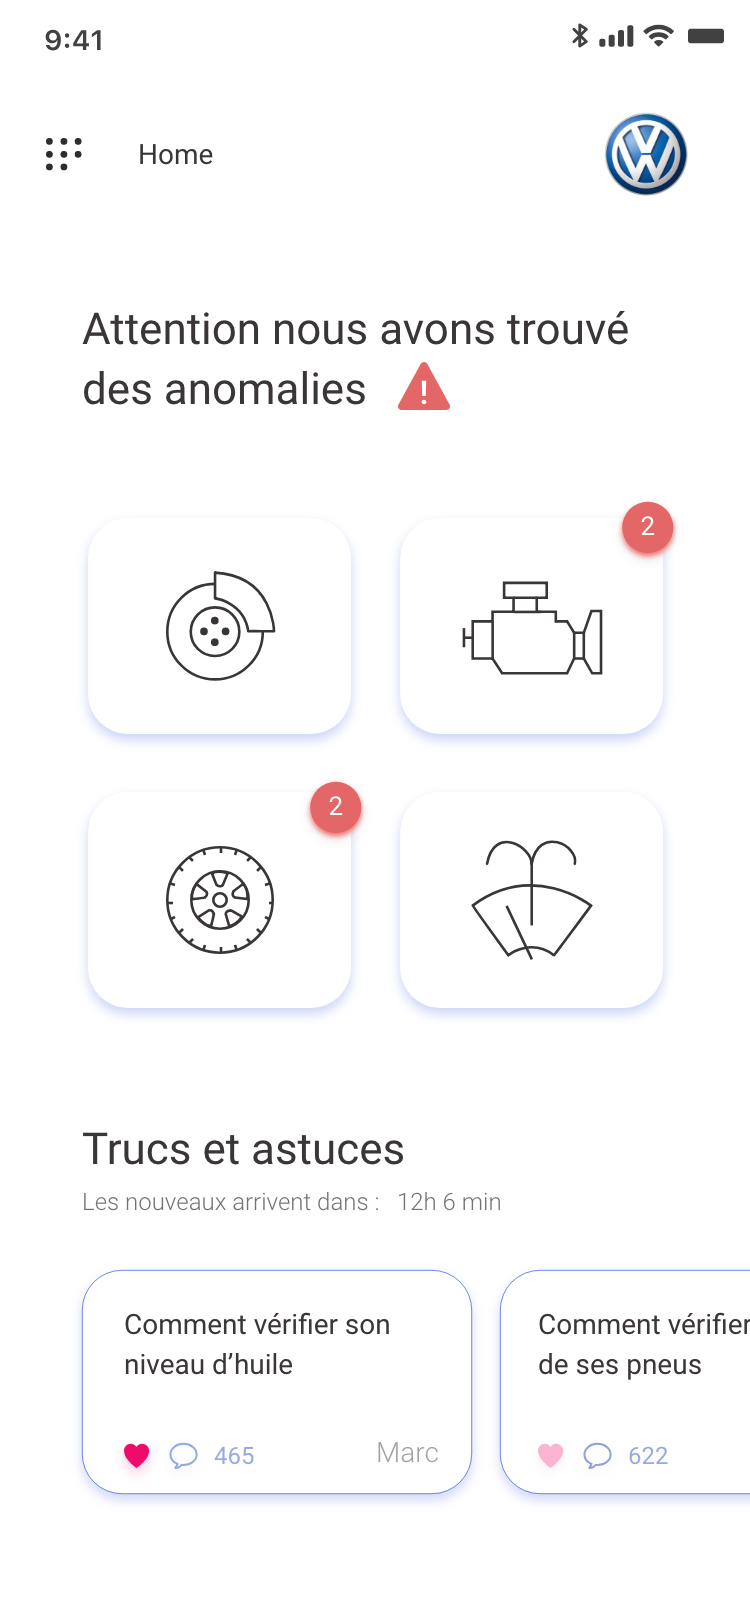 9:41
Home
Attention nous avons trouvé
des anomalies
!
2
2
Trucs et astuces
Les nouveaux arrivent dans : 12h 6 min
Comment vérifier son
niveau d’huile
465
Marc
Comment vérifier
de ses pneus
622